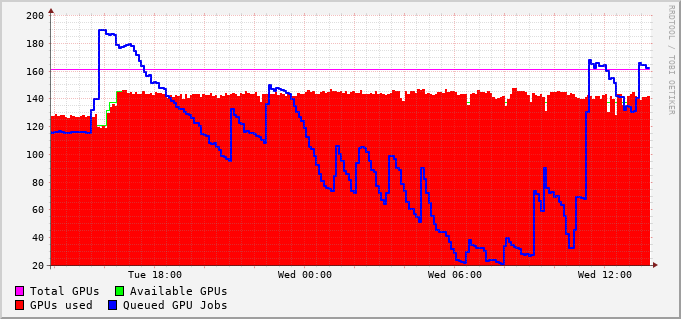 200
180
160
140
120
100
80
60
40
20
Tue 18:00 Wed 00:00 Wed 06:00 Wed 12:00
Total GPUs Available GPUs
GPUs used Queued GPU Jobs
RRDTOOL / TOBI OETIKER